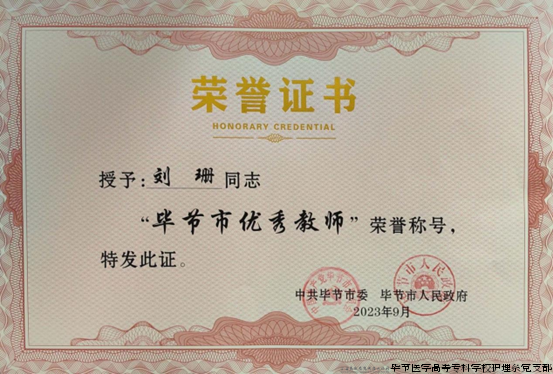 荣誉证书
HONORARY CREDENTIAL
授予：刘 珊 同志
“毕节市优秀教师”荣誉称号，
特发此证。
中共毕节市委 毕节市人民政府
2023年9月
毕节医学高等专科学校护理系党支部